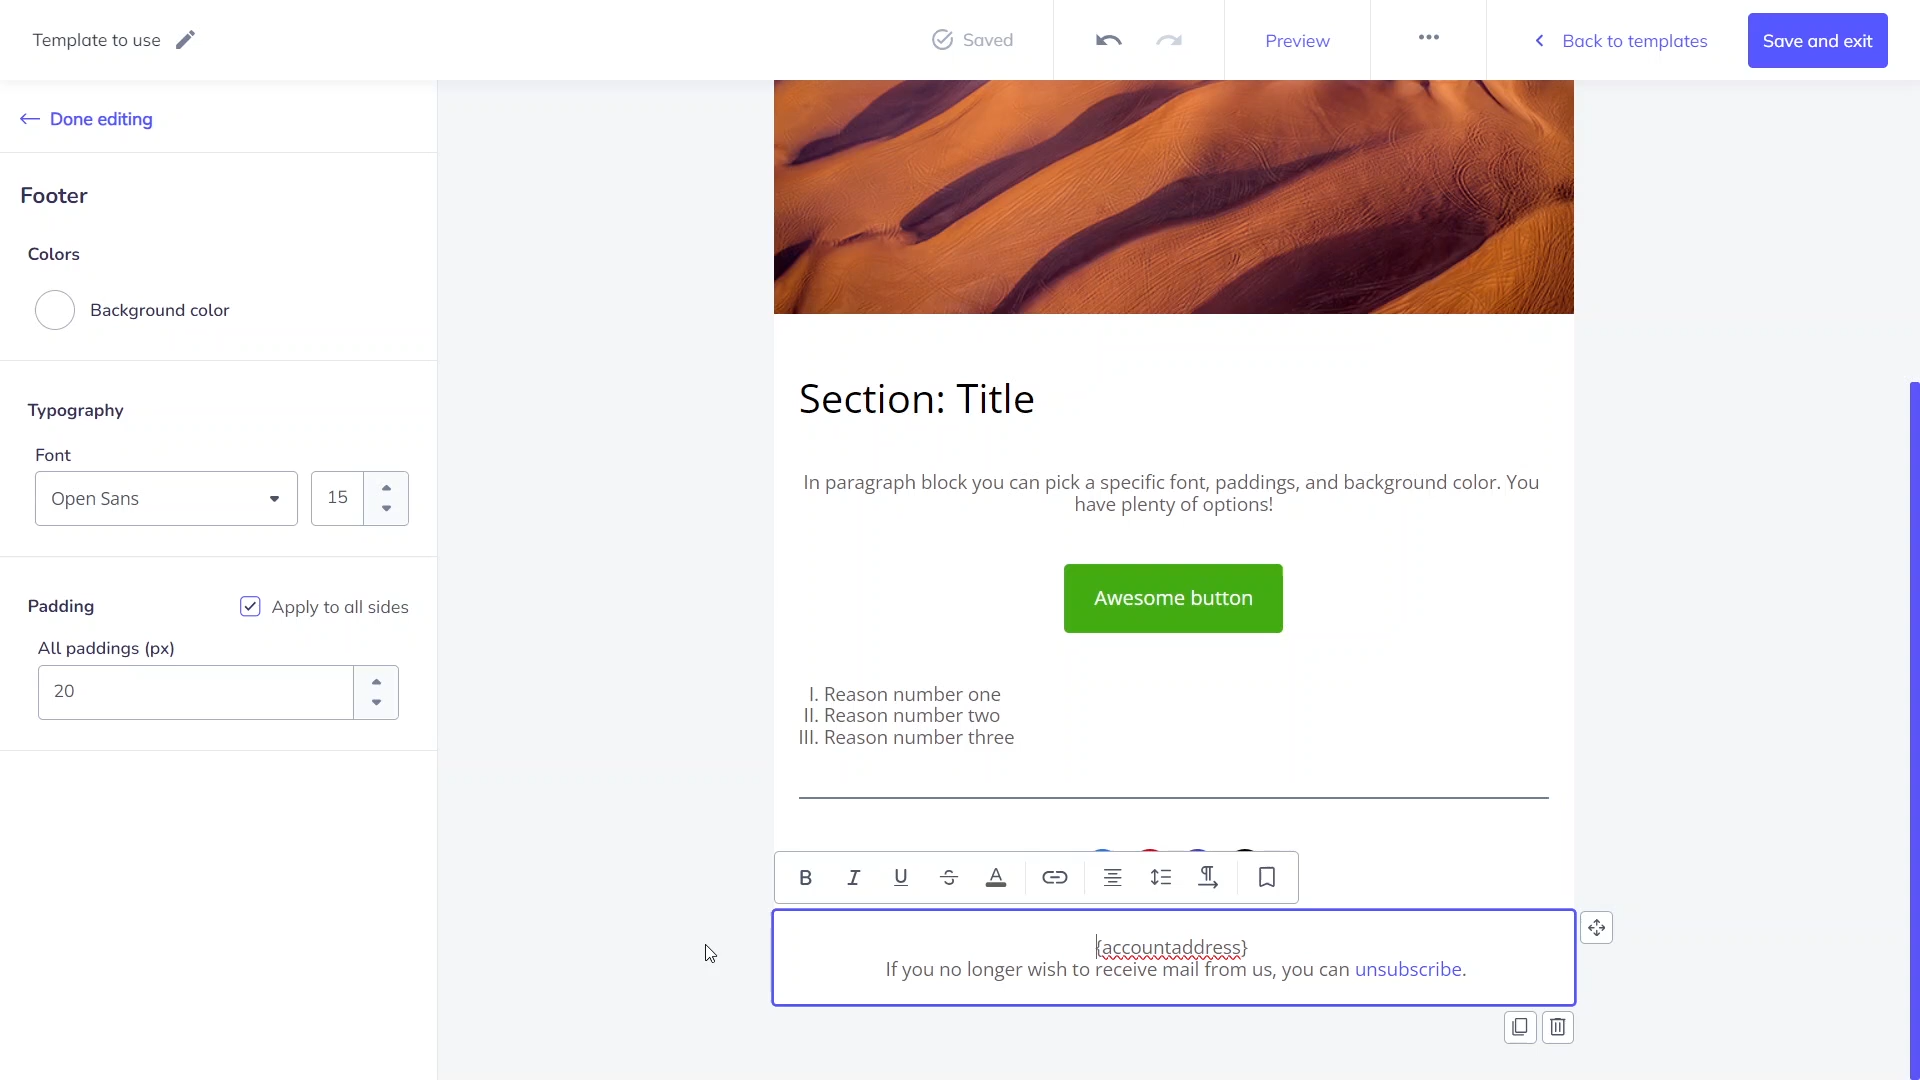 Template to use
Saved
Preview
Back to templates
Save and exit
Done editing
Footer
Colors
Background color
Typography
Font
Open Sans
15
Padding
Apply to all sides
All paddings (px)
20
Section: Title
In paragraph block you can pick a specific font, paddings, and background color. You
have plenty of options!
Awesome button
I. Reason number one
II. Reason number two
III. Reason number three
B I U S A
{accountaddress}
If you no longer wish to receive mail from us, you can unsubscribe.